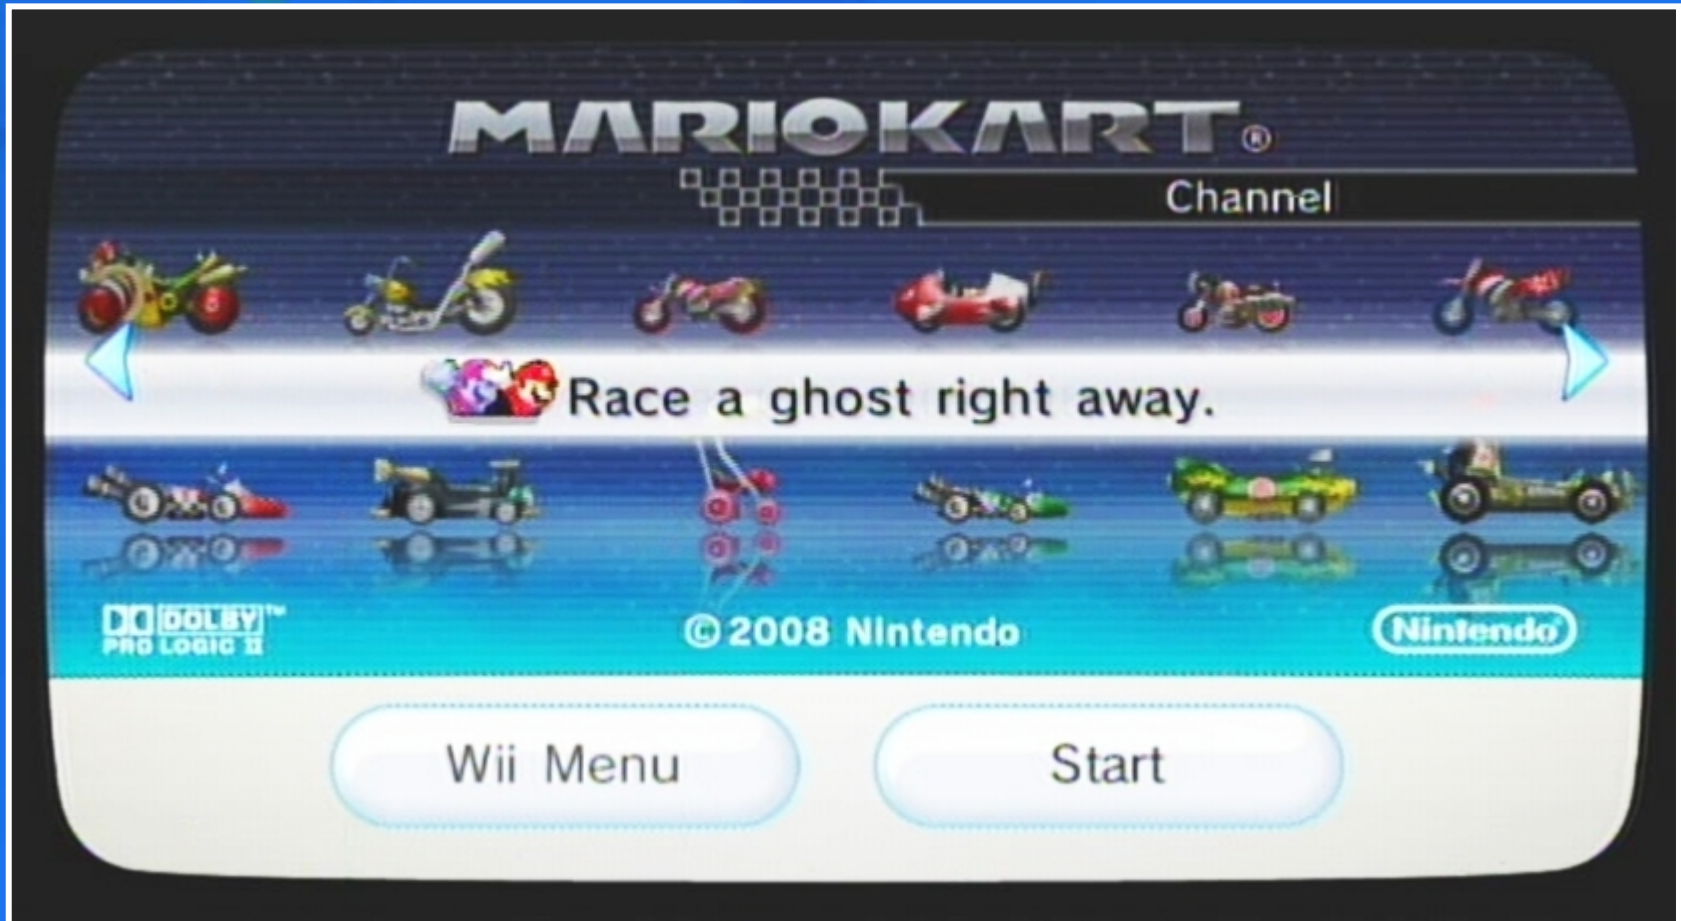 MARIOKART®
Channel
Race a ghost right away.
DOLBY™
PRO LOGIC II
©2008 Nintendo
Nintendo
Wii Menu
Start